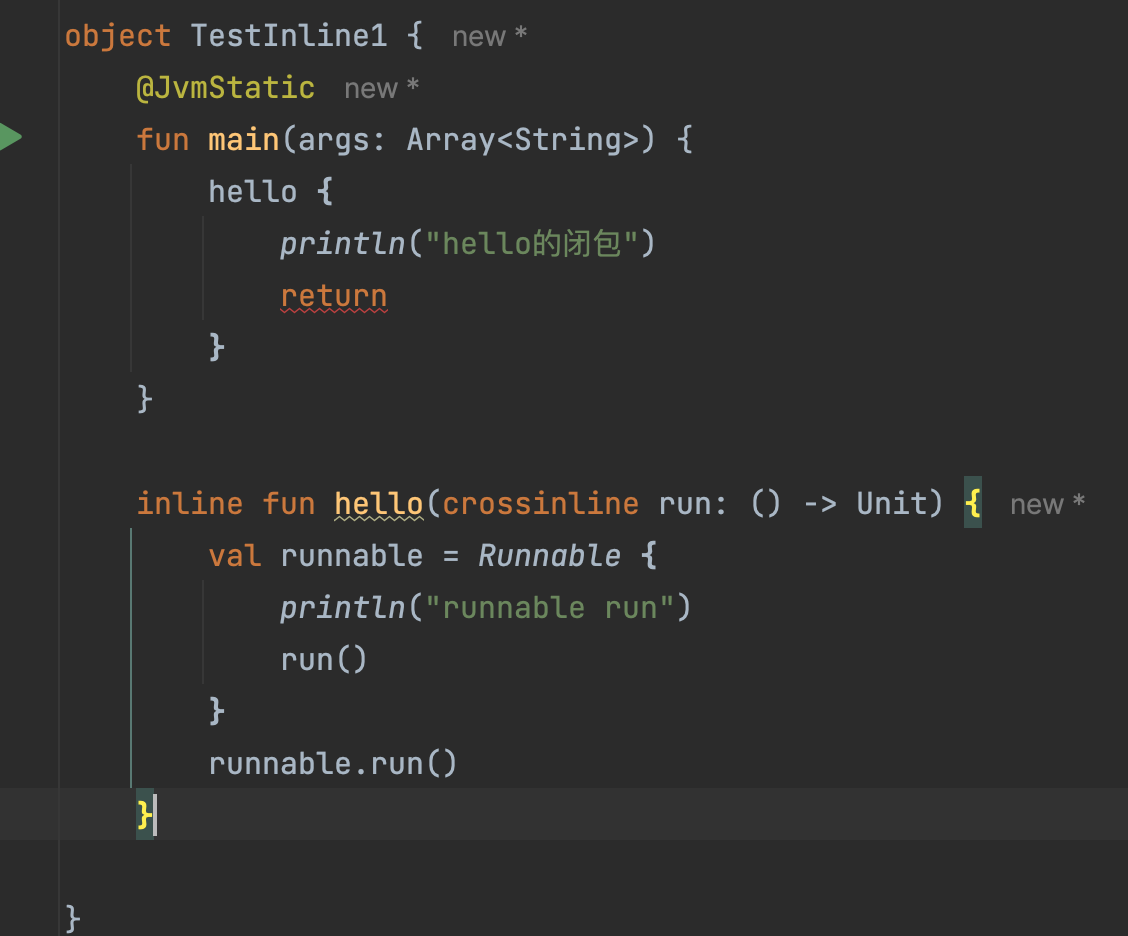 object TestInline1 { new *
@JvmStatic new *
fun main(args: Array<String>) {
hello {
println("hello的闭包")
return
}
}
inline fun hello(crossinline run: () -> Unit) { new *
val runnable = Runnable {
println("runnable run")
run()
}
runnable.run()
}
}